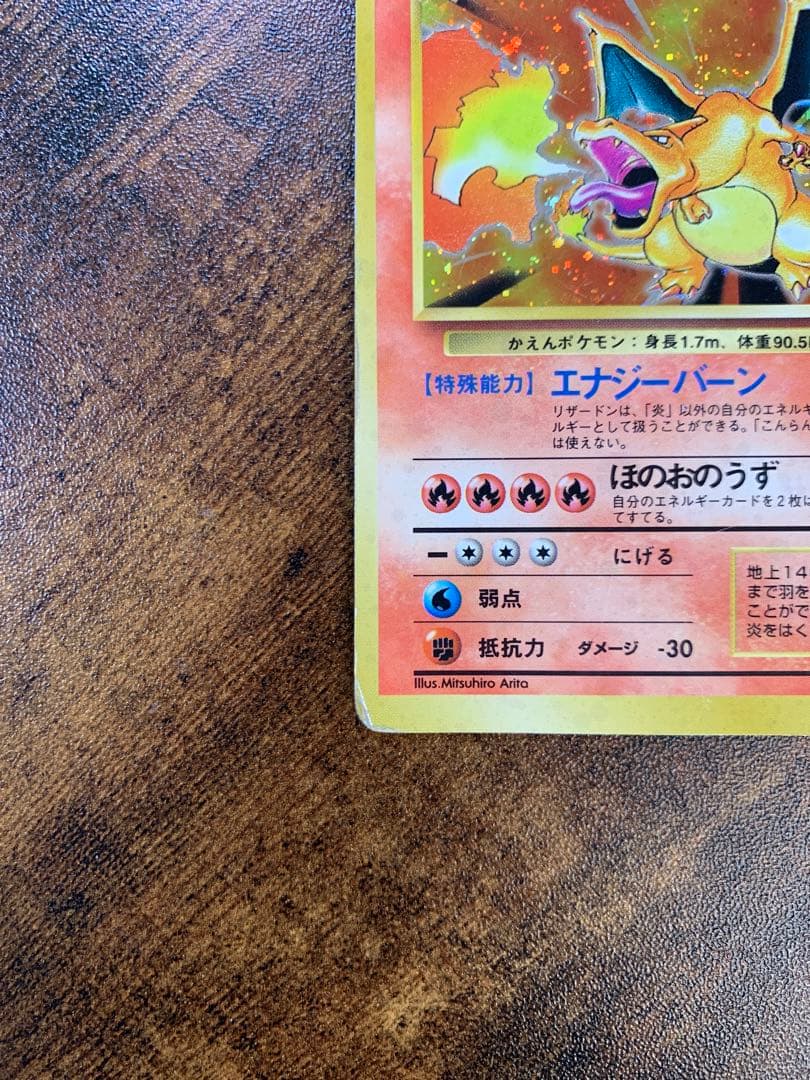 かえんポケモン：身長1.7m、体重90.5
【特殊能力】エナジーバーン
リザードンは、「炎」以外の自分のエネルギ
ルギーとして扱うことができる。「こんらん
は使えない。
ほのおのうず
自分のエネルギーカードを2枚に
てすてる。
にげる
弱点
抵抗力 ダメージ -30
地上14
まで羽を
ことがで
炎をはく
Illus.Mitsuhiro Arita